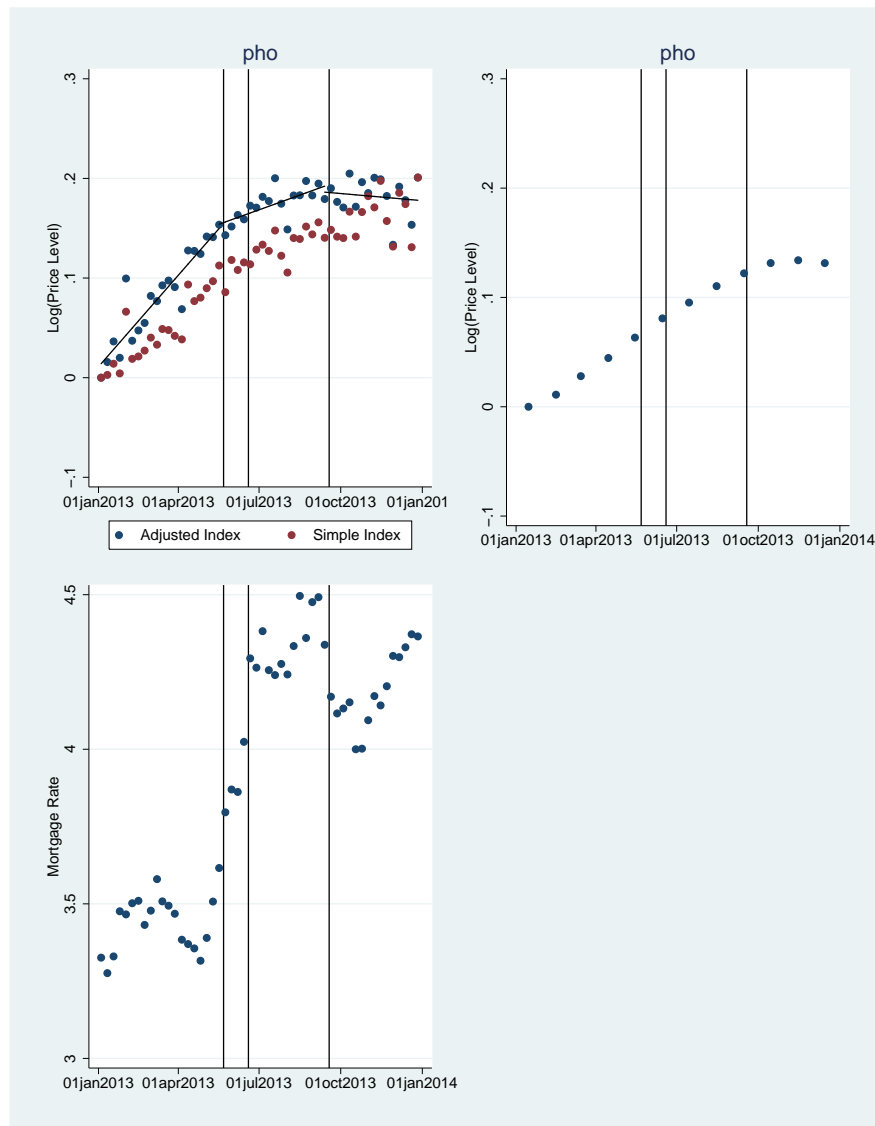 pho
Log(Price Level)
.3
.2
.1
0
-.1
01jan2013 01apr2013 01jul2013 01oct2013 01jan201
Adjusted Index Simple Index
pho
Log(Price Level)
.3
.2
.1
0
-.1
01jan2013 01apr2013 01jul2013 01oct2013 01jan2014
Mortgage Rate
4.5
4
3.5
3
01jan2013 01apr2013 01jul2013 01oct2013 01jan2014